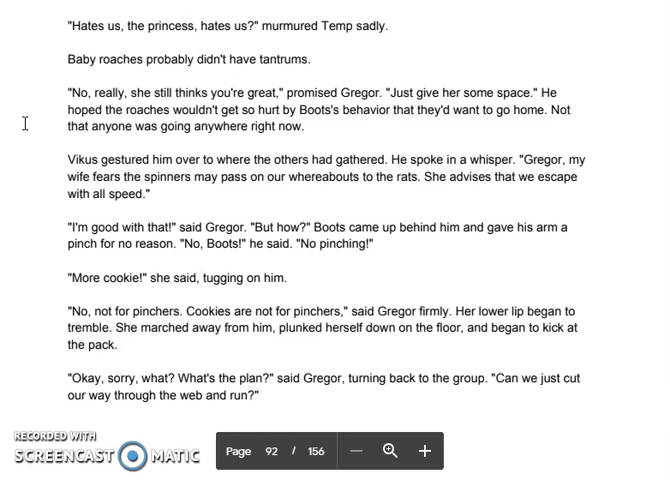 "Hates us, the princess, hates us?" murmured Temp sadly.
Baby roaches probably didn't have tantrums.
"No, really, she still thinks you're great," promised Gregor. "Just give her some space." He
hoped the roaches wouldn't get so hurt by Boots's behavior that they'd want to go home. Not
that anyone was going anywhere right now.
Vikus gestured him over to where the others had gathered. He spoke in a whisper. "Gregor, my
wife fears the spinners may pass on our whereabouts to the rats. She advises that we escape
with all speed."
"I'm good with that!" said Gregor. "But how?" Boots came up behind him and gave his arm a
pinch for no reason. "No, Boots!" he said. "No pinching!"
"More cookie!" she said, tugging on him.
"No, not for pinchers. Cookies are not for pinchers," said Gregor firmly. Her lower lip began to
tremble. She marched away from him, plunked herself down on the floor, and began to kick at
the pack.
"Okay, sorry, what? What's the plan?" said Gregor, turning back to the group. "Can we just cut
our way through the web and run?"
RECORDED WITH
SCREENCAST MATIC
Page 92 / 156